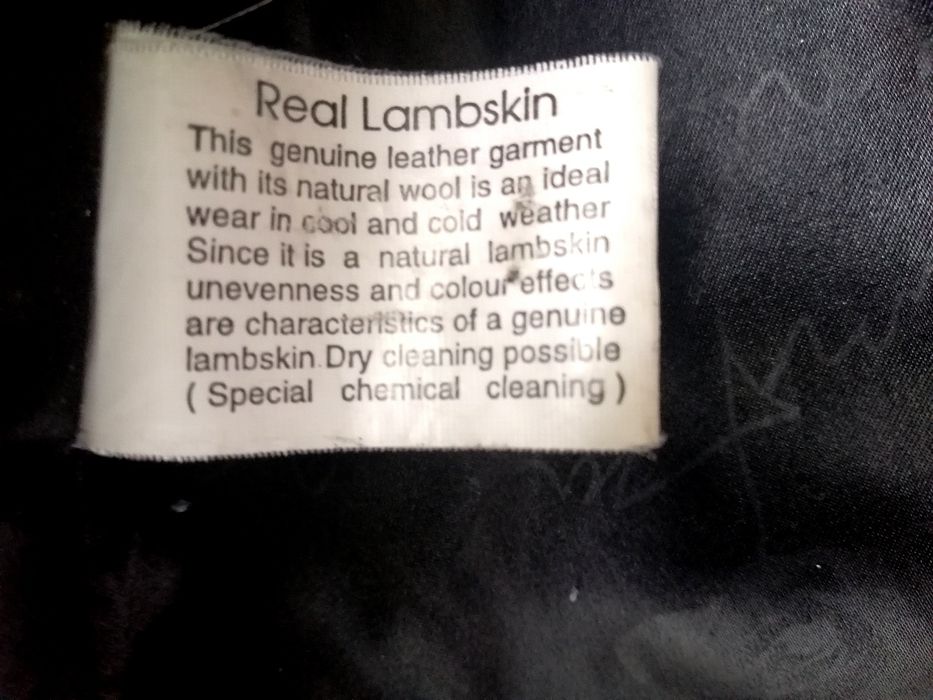 Real Lambskin
This genuine leather garment
with its natural wool is an ideal
wear in cool and cold weather
Since it is a natural lambskin
unevenness and colour effects
are characteristics of a genuine
lambskin. Dry cleaning possible
( Special chemical cleaning )